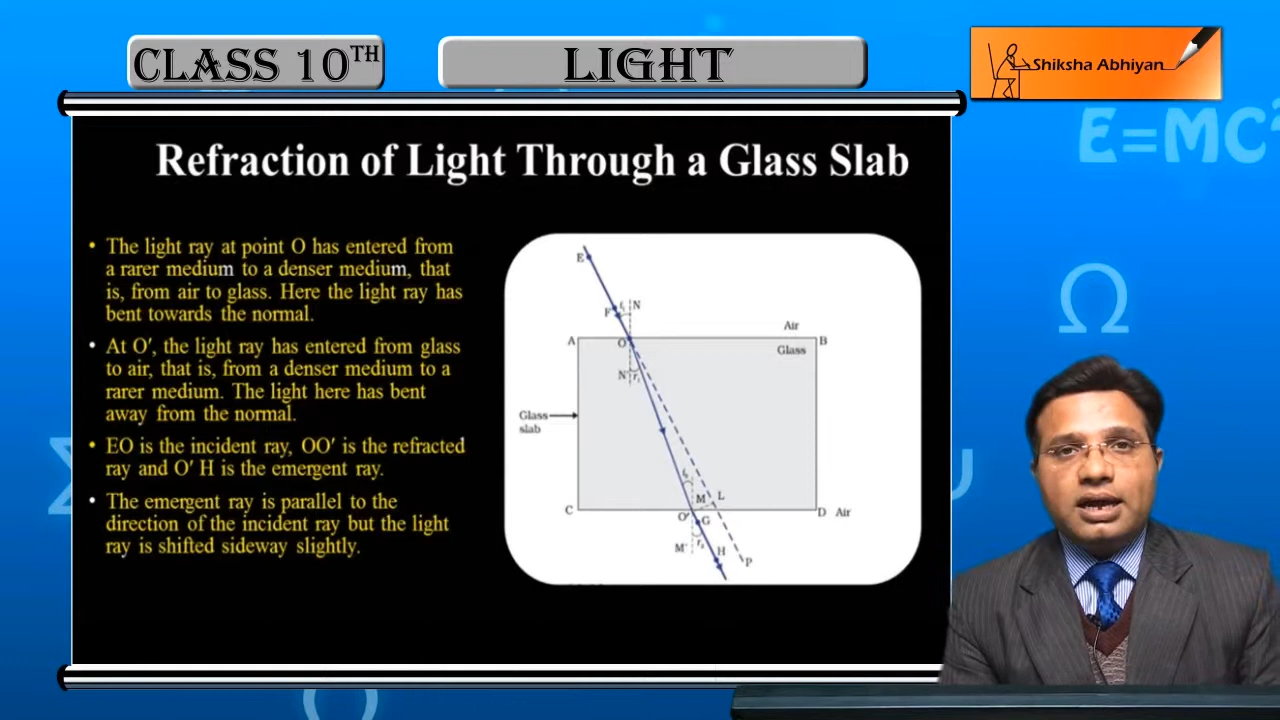 CLASS 10TH
LIGHT
Shiksha Abhiyan
E=MC²
Refraction of Light Through a Glass Slab
• The light ray at point O has entered from
a rarer medium to a denser medium, that
is, from air to glass. Here the light ray has
bent towards the normal.
• At O′, the light ray has entered from glass
to air, that is, from a denser medium to a
rarer medium. The light here has bent
away from the normal.
• EO is the incident ray, OO′ is the refracted
ray and O′ H is the emergent ray.
• The emergent ray is parallel to the
direction of the incident ray but the light
ray is shifted sideway slightly.
E
F
N
Air
A
O
B
Glass
N′
Glass
slab
M
L
C
O′
G
D
Air
M′
H
P
Ω
Σ